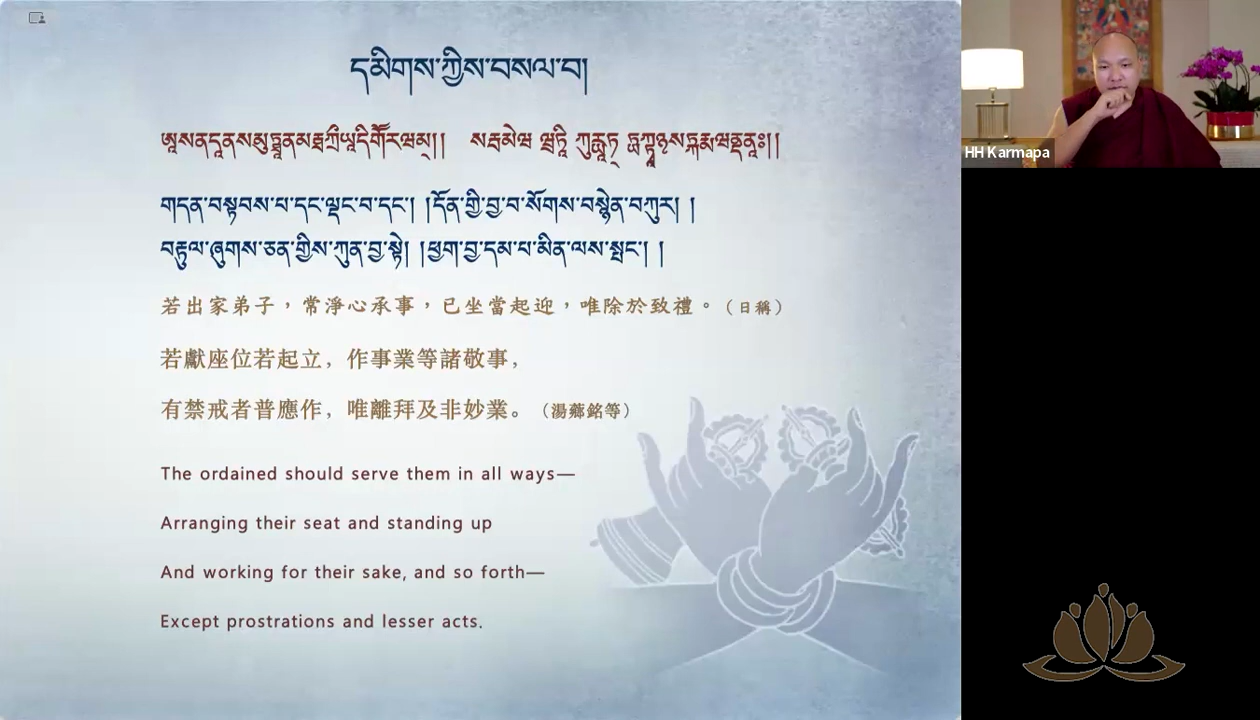 དམིགས་ཀྱིས་བསལ་བ།
གདན་བསྟབས་པ་དང་ལྡང་བ་དང་། །དོན་གྱི་བྱ་བ་སོགས་བསྙེན་བཀུར། །
བརྟུལ་ཞུགས་ཅན་གྱིས་ཀུན་བྱ་སྟེ། །ཕྱག་བྱ་དམ་པ་མིན་ལས་སྤང་། །
若出家弟子，常淨心承事，已坐當起迎，唯除於致禮。（日稱）
若獻座位若起立，作事業等諸敬事，
有禁戒者普應作，唯離拜及非妙業。（湯薌銘等）
The ordained should serve them in all ways—
Arranging their seat and standing up
And working for their sake, and so forth—
Except prostrations and lesser acts.
HH Karmapa